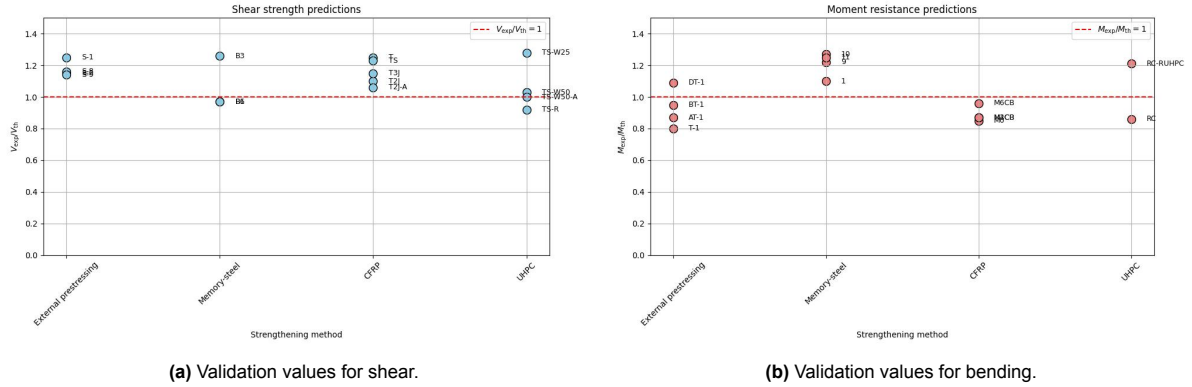 Shear strength predictions
V_exp/V_th = 1
V_exp/V_th
1.4
1.2
1.0
0.8
0.6
0.4
0.2
0.0
S-1
B3
T
TS
T3J
T2J
T2J-A
TS-W25
TS-W50
TS-W50-A
TS-R
External prestressing
Memory-steel
CFRP
UHPC
Strengthening method
(a) Validation values for shear.
Moment resistance predictions
M_exp/M_th = 1
M_exp/M_th
1.4
1.2
1.0
0.8
0.6
0.4
0.2
0.0
DT-1
BT-1
AT-1
T-1
10
11
9
1
M6CB
RC-RUHPC
RC
External prestressing
Memory-steel
CFRP
UHPC
Strengthening method
(b) Validation values for bending.